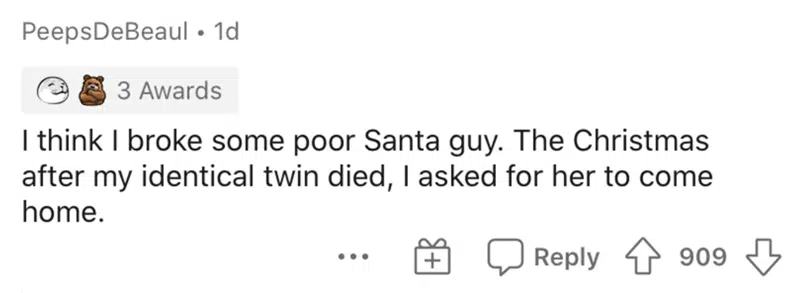 PeepsDeBeaul • 1d
3 Awards
I think I broke some poor Santa guy. The Christmas
after my identical twin died, I asked for her to come
home.
... Reply 909